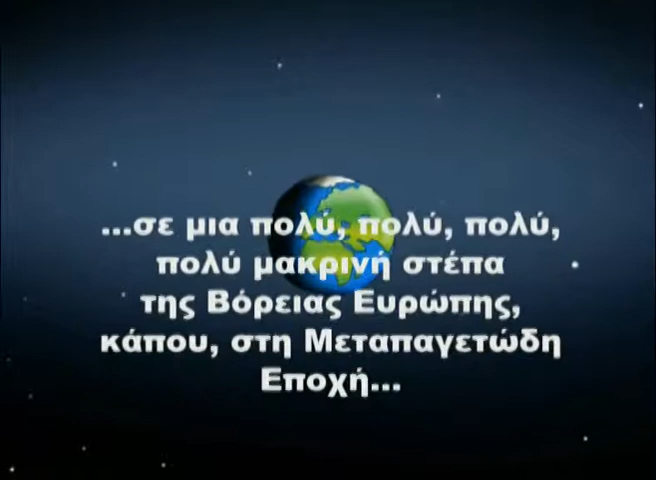 ...σε μια πολύ, πολύ, πολύ,
πολύ μακρινή στέπα
της Βόρειας Ευρώπης,
κάπου, στη Μεταπαγετώδη
Εποχή...